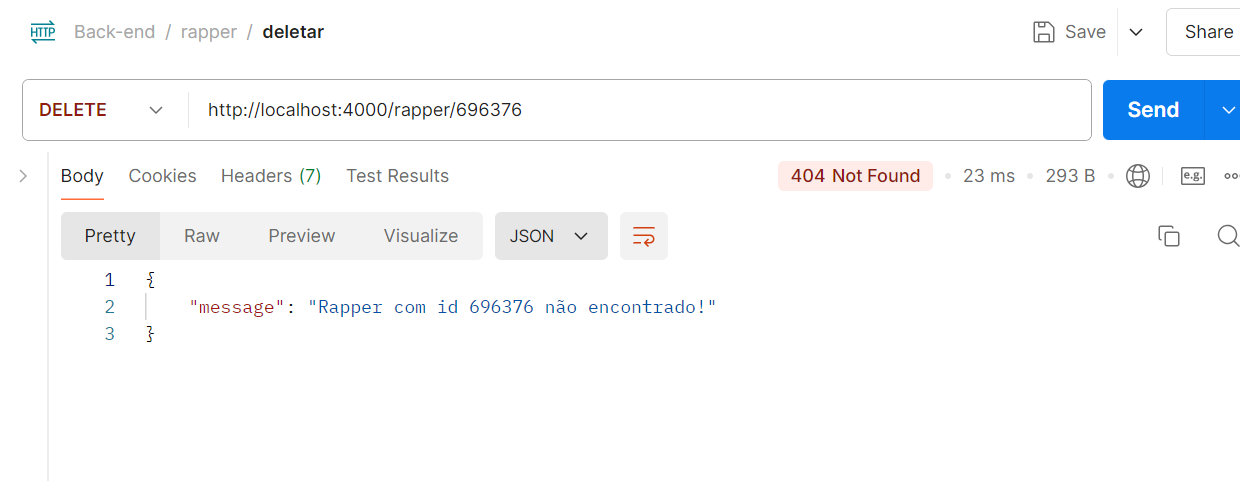 HTTP Back-end / rapper / deletar Save Share
DELETE http://localhost:4000/rapper/696376 Send
Body Cookies Headers (7) Test Results 404 Not Found 23 ms 293 B e.g.
Pretty Raw Preview Visualize JSON
1 {
2 "message": "Rapper com id 696376 não encontrado!"
3 }